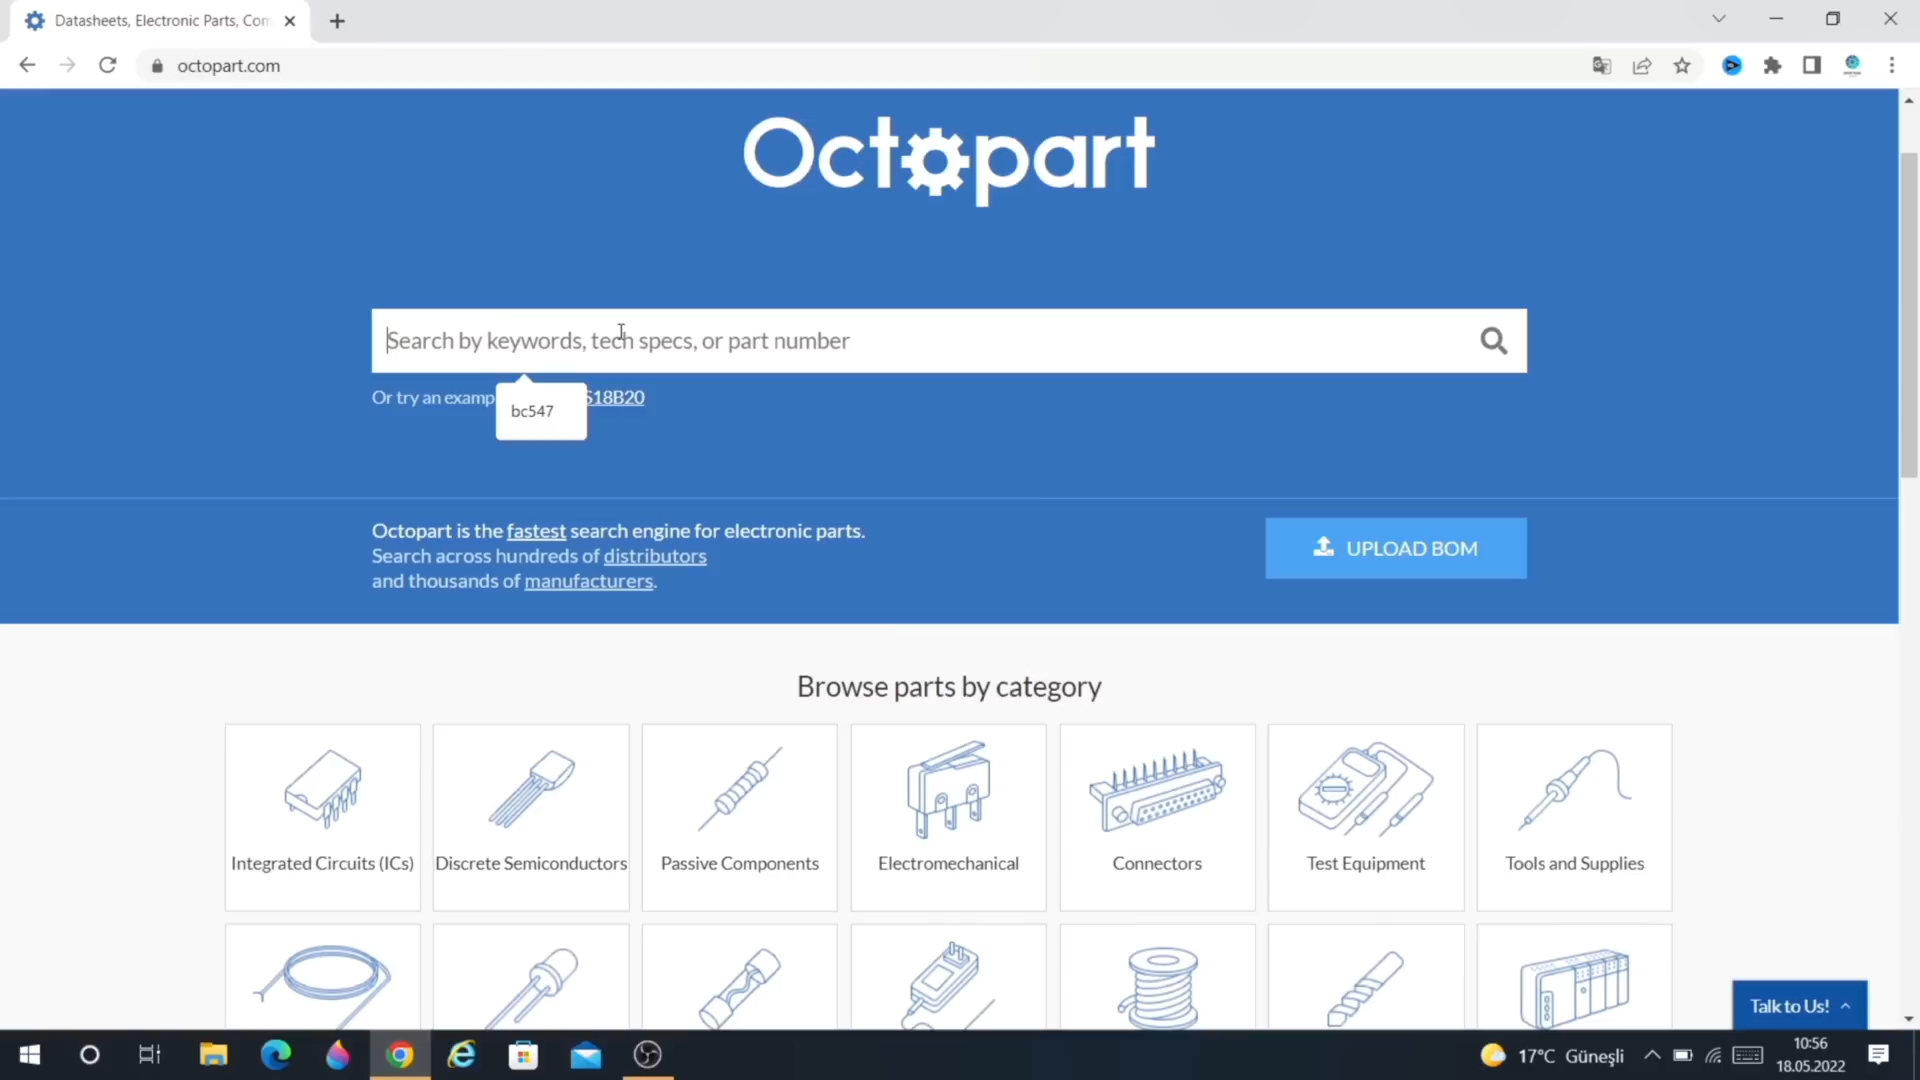 Datasheets, Electronic Parts, Com
octopart.com
Octopart
Search by keywords, tech specs, or part number
Or try an examp
S18B20
bc547
Octopart is the fastest search engine for electronic parts.
Search across hundreds of distributors
and thousands of manufacturers.
UPLOAD BOM
Browse parts by category
Integrated Circuits (ICs)
Discrete Semiconductors
Passive Components
Electromechanical
Connectors
Test Equipment
Tools and Supplies
Talk to Us!
17°C Güneşli
10:56
18.05.2022